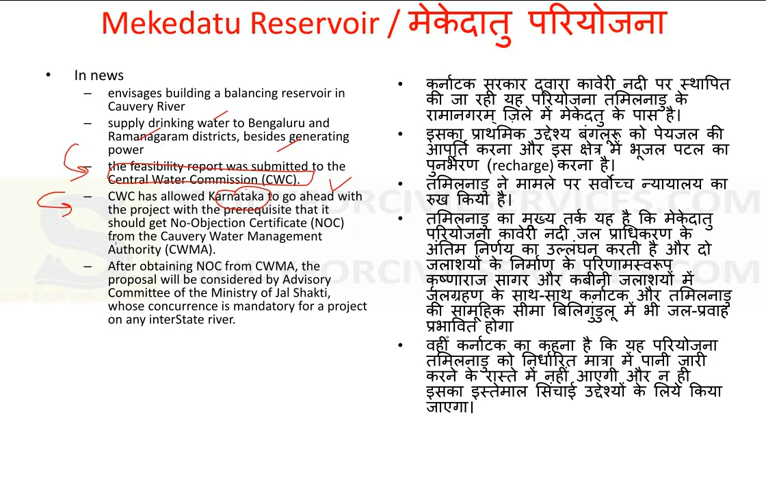 Mekedatu Reservoir / मेकेदातु परियोजना
• In news
– envisages building a balancing reservoir in
Cauvery River
– supply drinking water to Bengaluru and
Ramanagaram districts, besides generating
power
– the feasibility report was submitted to the
Central Water Commission (CWC).
– CWC has allowed Karnataka to go ahead with
the project with the prerequisite that it
should get No-Objection Certificate (NOC)
from the Cauvery Water Management
Authority (CWMA).
– After obtaining NOC from CWMA, the
proposal will be considered by Advisory
Committee of the Ministry of Jal Shakti,
whose concurrence is mandatory for a project
on any interState river.
• कर्नाटक सरकार द्वारा कावेरी नदी पर स्थापित
की जा रही यह परियोजना तमिलनाडु के
रामानगरम् ज़िले में मेकेदतु के पास है।
• इसका प्राथमिक उद्देश्य बंगलूरू को पेयजल की
आपूर्ति करना और इस क्षेत्र में भूजल पटल का
पुनर्भरण (recharge) करना है।
• तमिलनाडु ने मामले पर सर्वोच्च न्यायालय का
रुख किया है।
• तमिलनाडु का मुख्य तर्क यह है कि मेकेदातु
परियोजना कावेरी नदी जल प्राधिकरण के
अंतिम निर्णय का उल्लंघन करती है और दो
जलाशयों के निर्माण के परिणामस्वरूप
कृष्णाराज सागर और कबीनी जलाशयों में
जलग्रहण के साथ-साथ कर्नाटक और तमिलनाडु
की सामूहिक सीमा बिलिगुंडुलू में भी जल-प्रवाह
प्रभावित होगा
• वहीं कर्नाटक का कहना है कि यह परियोजना
तमिलनाडु को निर्धारित मात्रा में पानी जारी
करने के रास्ते में नहीं आएगी और न ही
इसका इस्तेमाल सिंचाई उद्देश्यों के लिये किया
जाएगा।